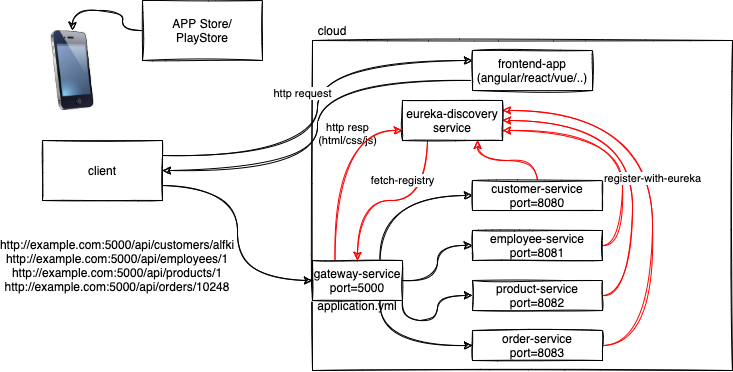 APP Store/
PlayStore
cloud
frontend-app
(angular/react/vue/..)
http request
eureka-discovery
service
http resp
(html/css/js)
client
fetch-registry
register-with-eureka
customer-service
port=8080
http://example.com:5000/api/customers/alfki
http://example.com:5000/api/employees/1
http://example.com:5000/api/products/1
http://example.com:5000/api/orders/10248
employee-service
port=8081
gateway-service
port=5000
application.yml
product-service
port=8082
order-service
port=8083